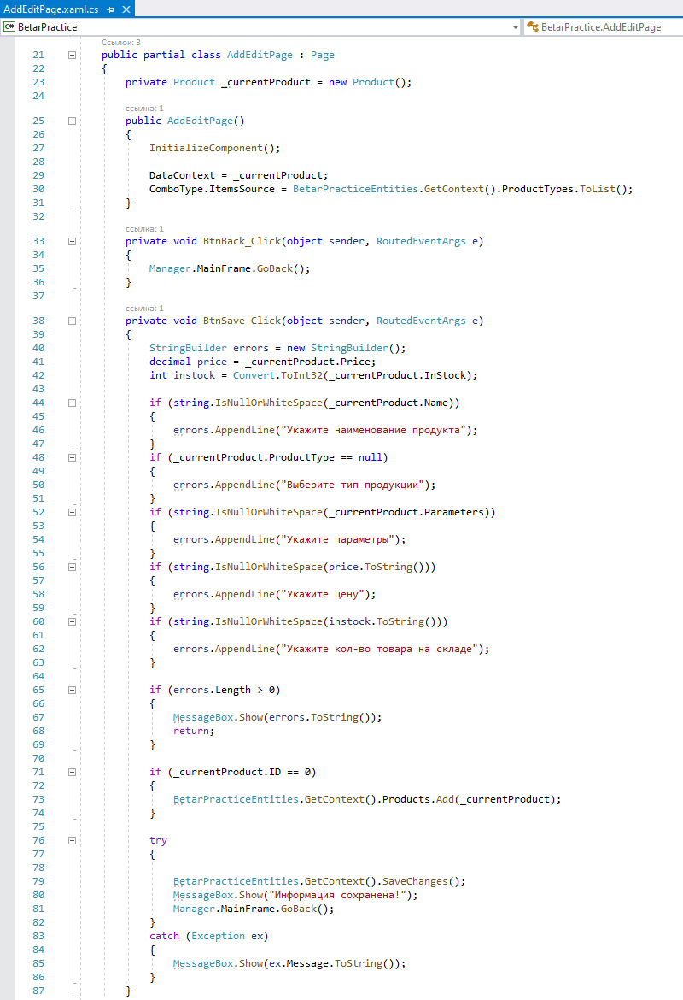 AddEditPage.xaml.cs
C# BetarPractice BetarPractice.AddEditPage
Ссылок: 3
21 public partial class AddEditPage : Page
22 {
23 private Product _currentProduct = new Product();
24
ссылка: 1
25 public AddEditPage()
26 {
27 InitializeComponent();
28
29 DataContext = _currentProduct;
30 ComboType.ItemsSource = BetarPracticeEntities.GetContext().ProductTypes.ToList();
31 }
32
ссылка: 1
33 private void BtnBack_Click(object sender, RoutedEventArgs e)
34 {
35 Manager.MainFrame.GoBack();
36 }
37
ссылка: 1
38 private void BtnSave_Click(object sender, RoutedEventArgs e)
39 {
40 StringBuilder errors = new StringBuilder();
41 decimal price = _currentProduct.Price;
42 int instock = Convert.ToInt32(_currentProduct.InStock);
43
44 if (string.IsNullOrWhiteSpace(_currentProduct.Name))
45 {
46 errors.AppendLine("Укажите наименование продукта");
47 }
48 if (_currentProduct.ProductType == null)
49 {
50 errors.AppendLine("Выберите тип продукции");
51 }
52 if (string.IsNullOrWhiteSpace(_currentProduct.Parameters))
53 {
54 errors.AppendLine("Укажите параметры");
55 }
56 if (string.IsNullOrWhiteSpace(price.ToString()))
57 {
58 errors.AppendLine("Укажите цену");
59 }
60 if (string.IsNullOrWhiteSpace(instock.ToString()))
61 {
62 errors.AppendLine("Укажите кол-во товара на складе");
63 }
64
65 if (errors.Length > 0)
66 {
67 MessageBox.Show(errors.ToString());
68 return;
69 }
70
71 if (_currentProduct.ID == 0)
72 {
73 BetarPracticeEntities.GetContext().Products.Add(_currentProduct);
74 }
75
76 try
77 {
78
79 BetarPracticeEntities.GetContext().SaveChanges();
80 MessageBox.Show("Информация сохранена!");
81 Manager.MainFrame.GoBack();
82 }
83 catch (Exception ex)
84 {
85 MessageBox.Show(ex.Message.ToString());
86 }
87 }